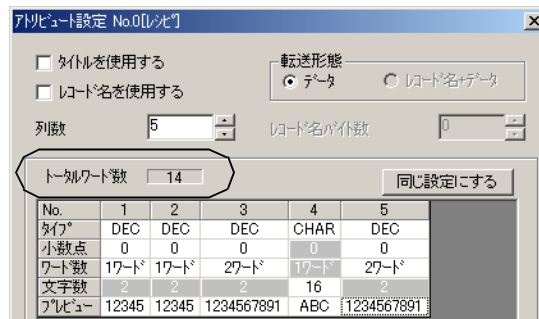 ｱﾄﾘﾋﾞｭｰﾄ設定 No.0[ﾚｼﾋﾟ]
ﾀｲﾄﾙを使用する
ﾚｺｰﾄﾞ名を使用する
転送形態
ﾃﾞｰﾀ
ﾚｺｰﾄﾞ名+ﾃﾞｰﾀ
列数 5
ﾚｺｰﾄﾞ名ﾊﾞｲﾄ数 0
ﾄｰﾀﾙﾜｰﾄﾞ数 14
同じ設定にする
No. 1 2 3 4 5
ﾀｲﾌﾟ DEC DEC DEC CHAR DEC
小数点 0 0 0 0 0
ﾜｰﾄﾞ数 1ﾜｰﾄﾞ 1ﾜｰﾄﾞ 2ﾜｰﾄﾞ 1ﾜｰﾄﾞ 2ﾜｰﾄﾞ
文字数 2 2 2 16 2
ﾌﾟﾚﾋﾞｭｰ 12345 12345 1234567891 ABC 1234567891